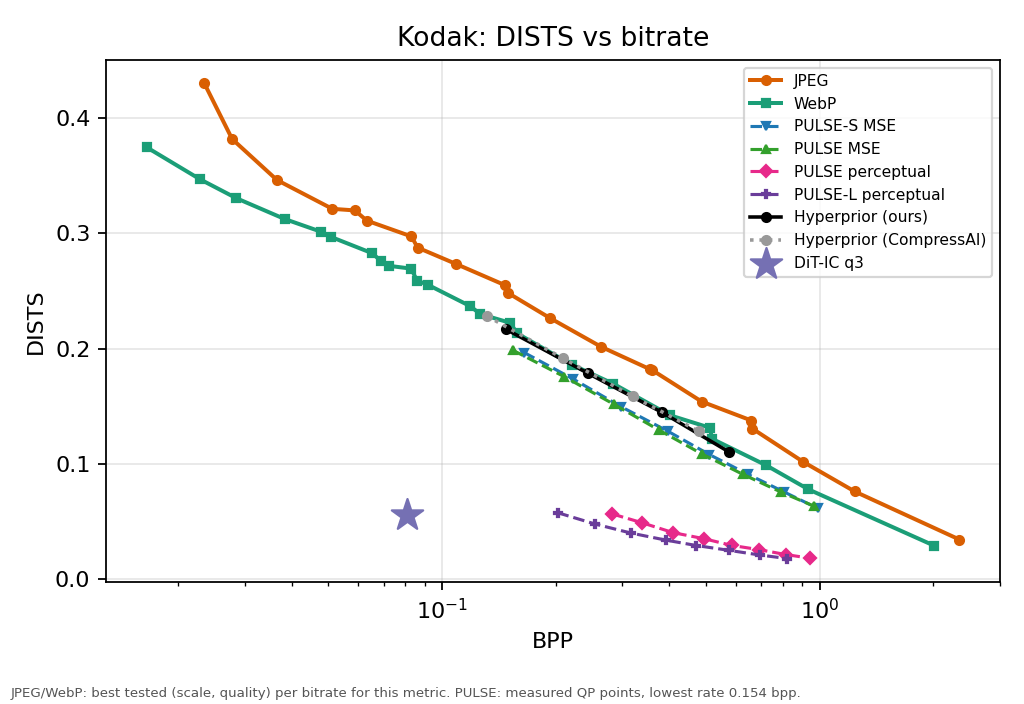 Kodak: DISTS vs bitrate
DISTS
0.4
0.3
0.2
0.1
0.0
JPEG
WebP
PULSE-S MSE
PULSE MSE
PULSE perceptual
PULSE-L perceptual
Hyperprior (ours)
Hyperprior (CompressAI)
DiT-IC q3
10⁻¹
10⁰
BPP
JPEG/WebP: best tested (scale, quality) per bitrate for this metric. PULSE: measured QP points, lowest rate 0.154 bpp.